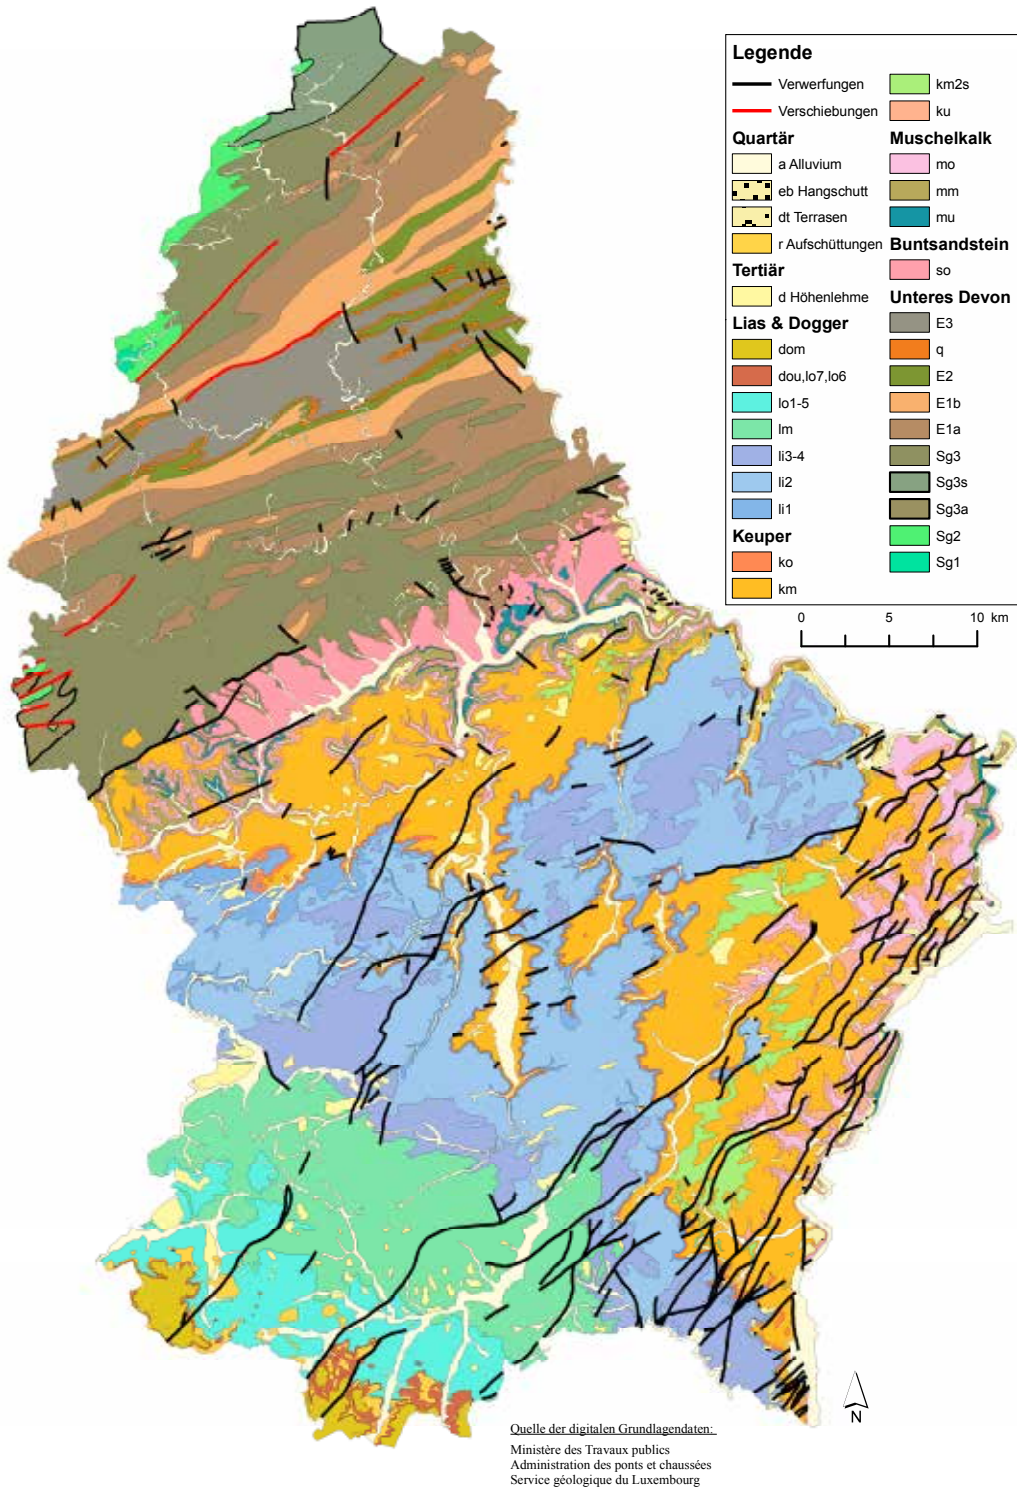 Legende
Verwerfungen
Verschiebungen
Quartär
a Alluvium
eb Hangschutt
dt Terrasen
r Aufschüttungen
Tertiär
d Höhenlehme
Lias & Dogger
dom
dou,lo7,lo6
lo1-5
lm
li3-4
li2
li1
Keuper
ko
km
km2s
ku
Muschelkalk
mo
mm
mu
Buntsandstein
so
Unteres Devon
E3
q
E2
E1b
E1a
Sg3
Sg3s
Sg3a
Sg2
Sg1
0 5 10 km
N
Quelle der digitalen Grundlagendaten:
Ministère des Travaux publics
Administration des ponts et chaussées
Service géologique du Luxembourg